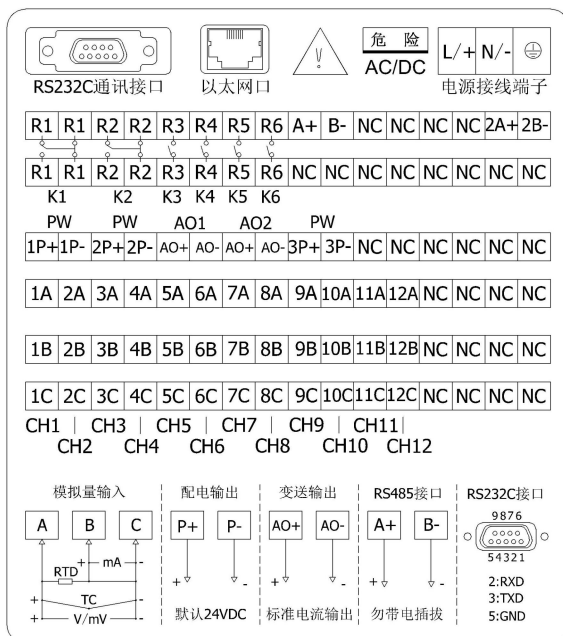 危 险
L/+ N/-
AC/DC
RS232C通讯接口 以太网口 电源接线端子
R1 R1 R2 R2 R3 R4 R5 R6 A+ B- NC NC NC NC 2A+ 2B-
R1 R1 R2 R2 R3 R4 R5 R6 NC NC NC NC NC NC NC NC
K1 K2 K3 K4 K5 K6
PW PW AO1 AO2 PW
1P+ 1P- 2P+ 2P- AO+ AO- AO+ AO- 3P+ 3P- NC NC NC NC NC NC
1A 2A 3A 4A 5A 6A 7A 8A 9A 10A 11A 12A NC NC NC NC
1B 2B 3B 4B 5B 6B 7B 8B 9B 10B 11B 12B NC NC NC NC
1C 2C 3C 4C 5C 6C 7C 8C 9C 10C 11C 12C NC NC NC NC
CH1 CH3 CH5 CH7 CH9 CH11
CH2 CH4 CH6 CH8 CH10 CH12
模拟量输入
A B C
+ mA -
RTD
+ TC -
+ V/mV -
配电输出
P+ P-
+ -
默认24VDC
变送输出
AO+ AO-
+ -
标准电流输出
RS485接口
A+ B-
+ -
勿带电插拔
RS232C接口
9876
54321
2:RXD
3:TXD
5:GND